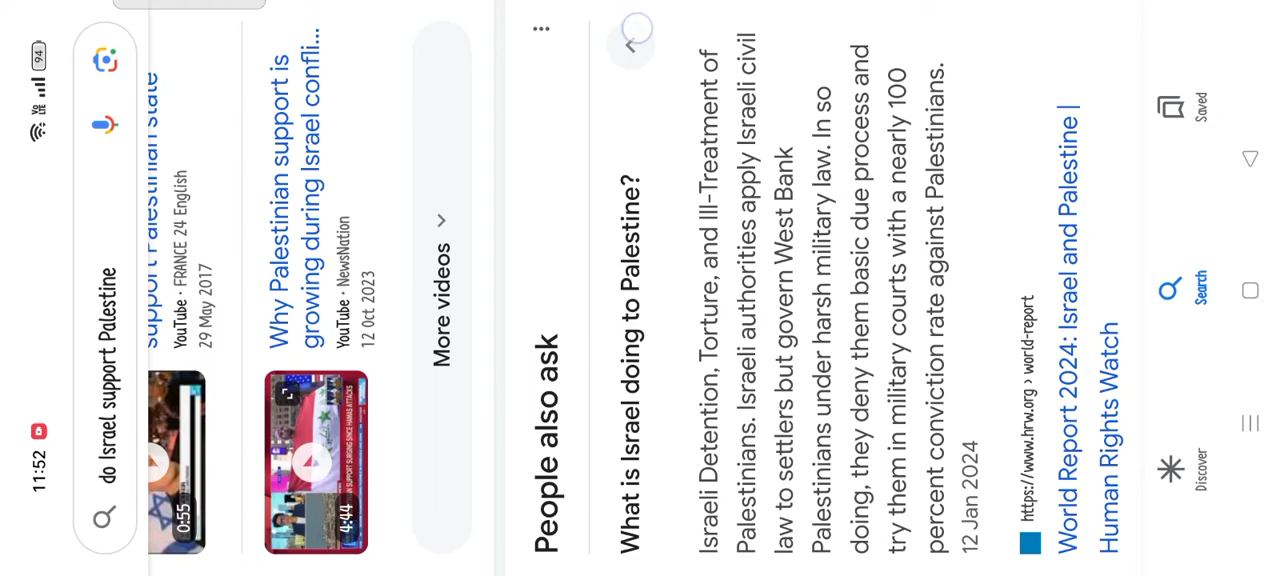 11:52
94
do Israel support Palestine
support Palestinian state
YouTube · FRANCE 24 English
29 May 2017
0:55
Why Palestinian support is
growing during Israel confli...
YouTube · NewsNation
12 Oct 2023
4:44
SUPPORT SURGING SINCE HAMAS ATTACKS
More videos
People also ask
What is Israel doing to Palestine?
Israeli Detention, Torture, and Ill-Treatment of
Palestinians. Israeli authorities apply Israeli civil
law to settlers but govern West Bank
Palestinians under harsh military law. In so
doing, they deny them basic due process and
try them in military courts with a nearly 100
percent conviction rate against Palestinians.
12 Jan 2024
https://www.hrw.org › world-report
World Report 2024: Israel and Palestine |
Human Rights Watch
Discover
Search
Saved